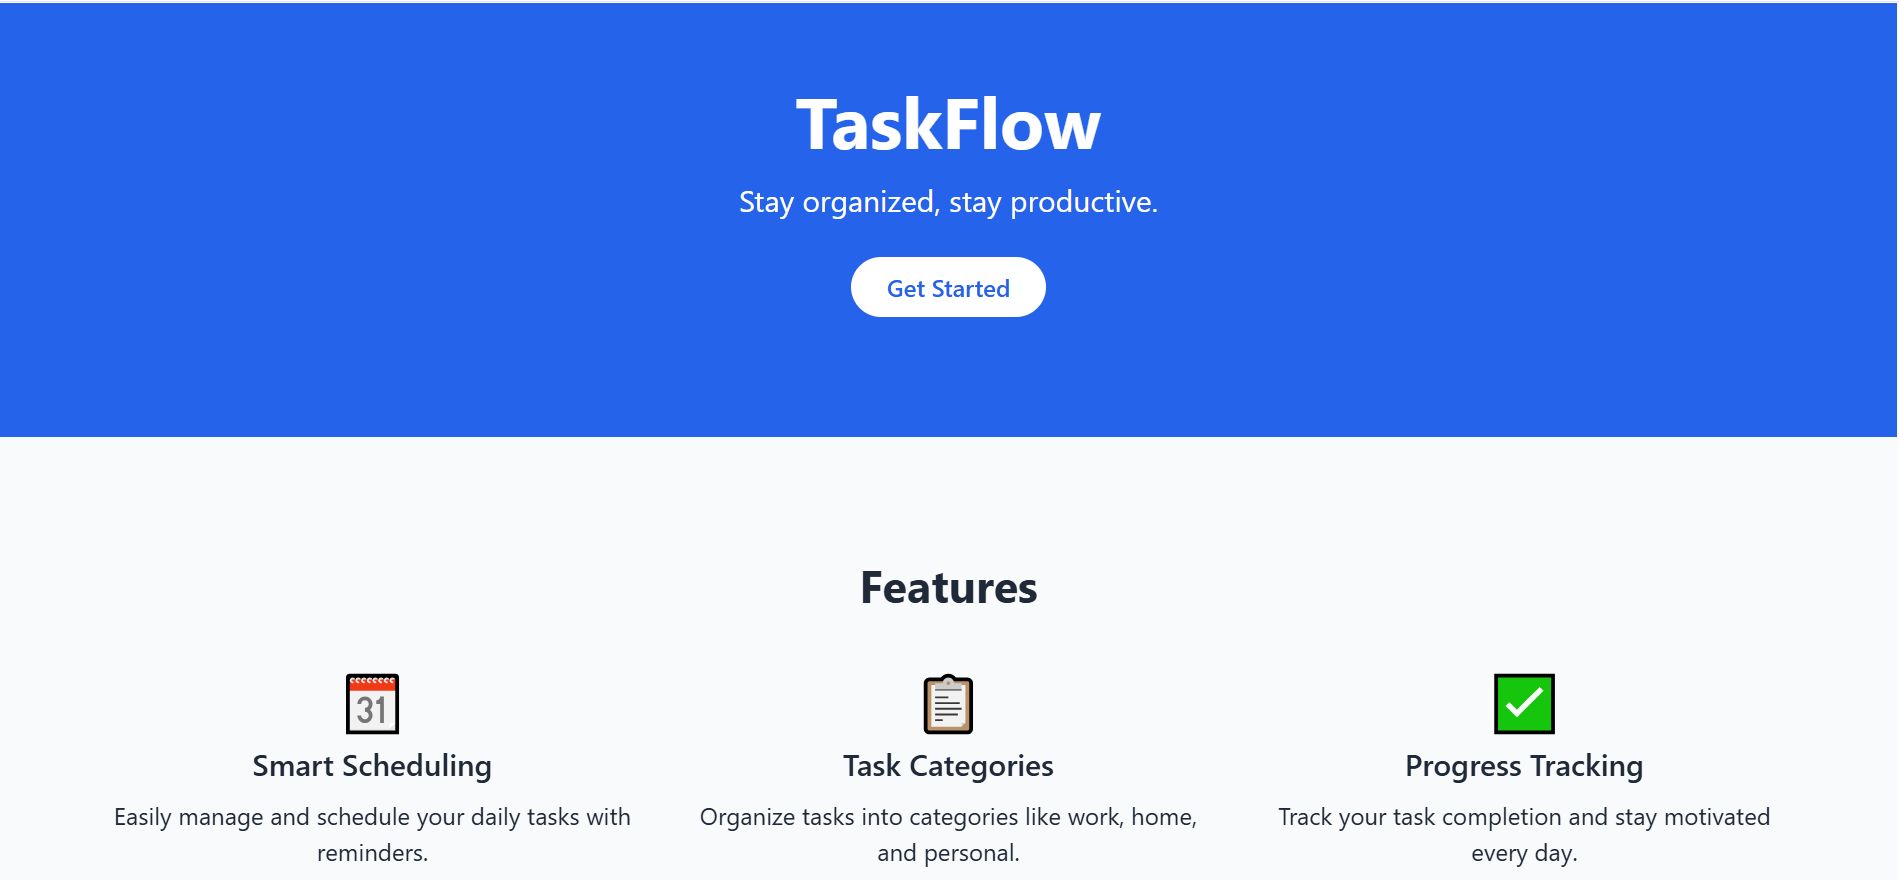 TaskFlow
Stay organized, stay productive.
Get Started
Features
31
Smart Scheduling
Easily manage and schedule your daily tasks with
reminders.
Task Categories
Organize tasks into categories like work, home,
and personal.
Progress Tracking
Track your task completion and stay motivated
every day.